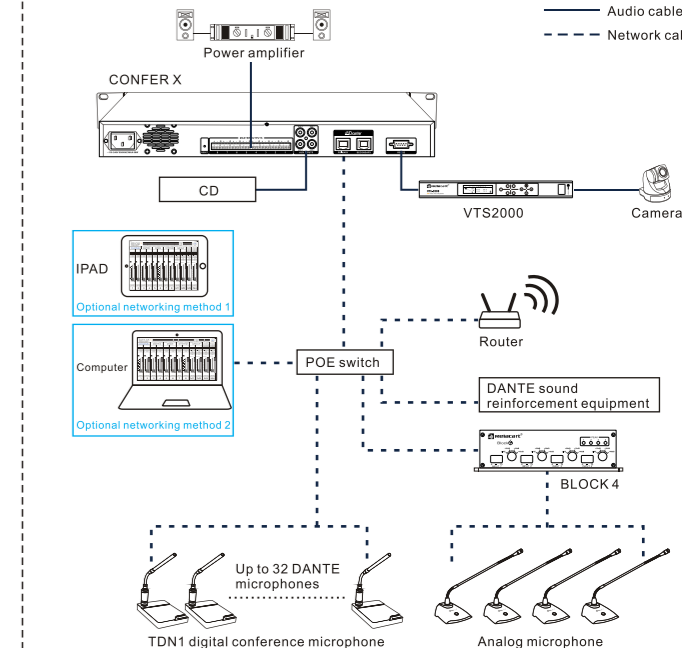 Audio cable
Network cal
Power amplifier
CONFER X
Dante
CD
VTS2000
Camera
IPAD
Optional networking method 1
Router
Computer
POE switch
DANTE sound
reinforcement equipment
Optional networking method 2
BLOCK 4
Up to 32 DANTE
microphones
TDN1 digital conference microphone
Analog microphone